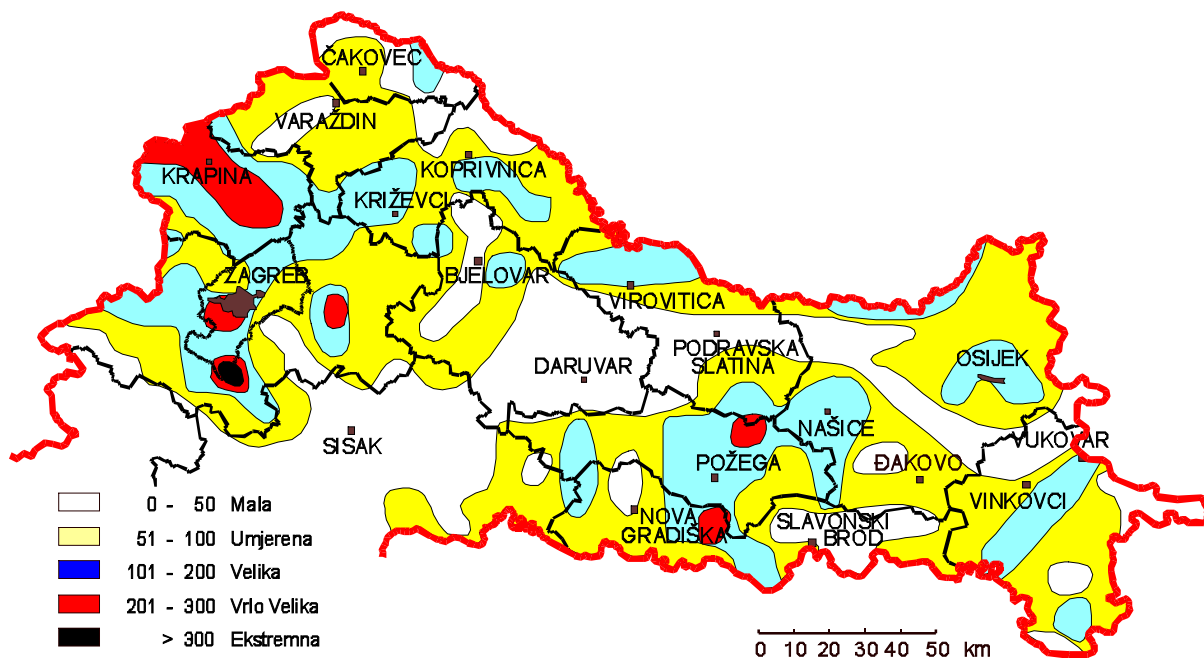 ČAKOVEC
VARAŽDIN
KOPRIVNICA
KRAPINA
KRIŽEVCI
ZAGREB
BJELOVAR
VIROVITICA
DARUVAR
PODRAVSKA
SLATINA
OSIJEK
SISAK
NAŠICE
VUKOVAR
POŽEGA
ĐAKOVO
VINKOVCI
NOVA
GRADIŠKA
SLAVONSKI
BROD
0 - 50 Mala
51 - 100 Umjerena
101 - 200 Velika
201 - 300 Vrlo Velika
> 300 Ekstremna
0 10 20 30 40 50 km